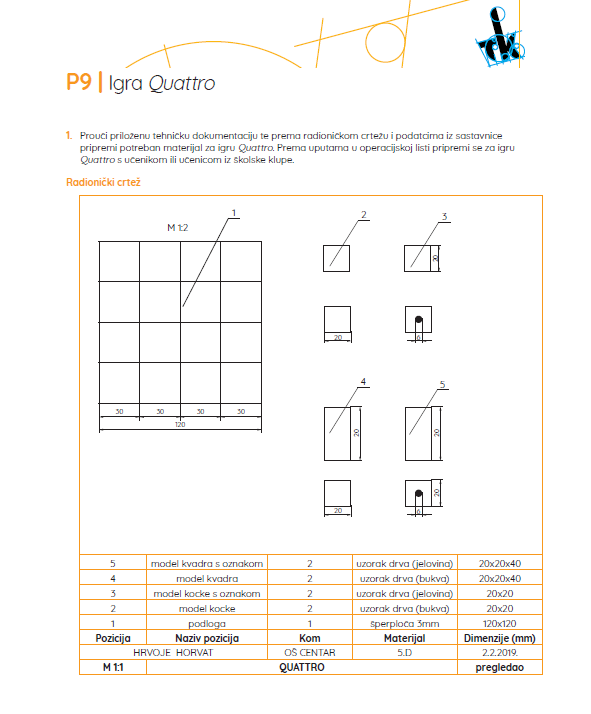 P9 | Igra Quattro
1. Prouči priloženu tehničku dokumentaciju te prema radioničkom crtežu i podatcima iz sastavnice
pripremi potreban materijal za igru Quattro. Prema uputama u operacijskoj listi pripremi se za igru
Quattro s učenikom ili učenicom iz školske klupe.
Radionički crtež
M 1:2
1
2
3
20
20
6
30 30 30 30
120
4
5
20
20
20
20
6
5 model kvadra s oznakom 2 uzorak drva (jelovina) 20x20x40
4 model kvadra 2 uzorak drva (bukva) 20x20x40
3 model kocke s oznakom 2 uzorak drva (jelovina) 20x20
2 model kocke 2 uzorak drva (bukva) 20x20
1 podloga 1 šperploča 3mm 120x120
Pozicija Naziv pozicija Kom Materijal Dimenzije (mm)
HRVOJE HORVAT OŠ CENTAR 5.D 2.2.2019.
M 1:1 QUATTRO pregledao